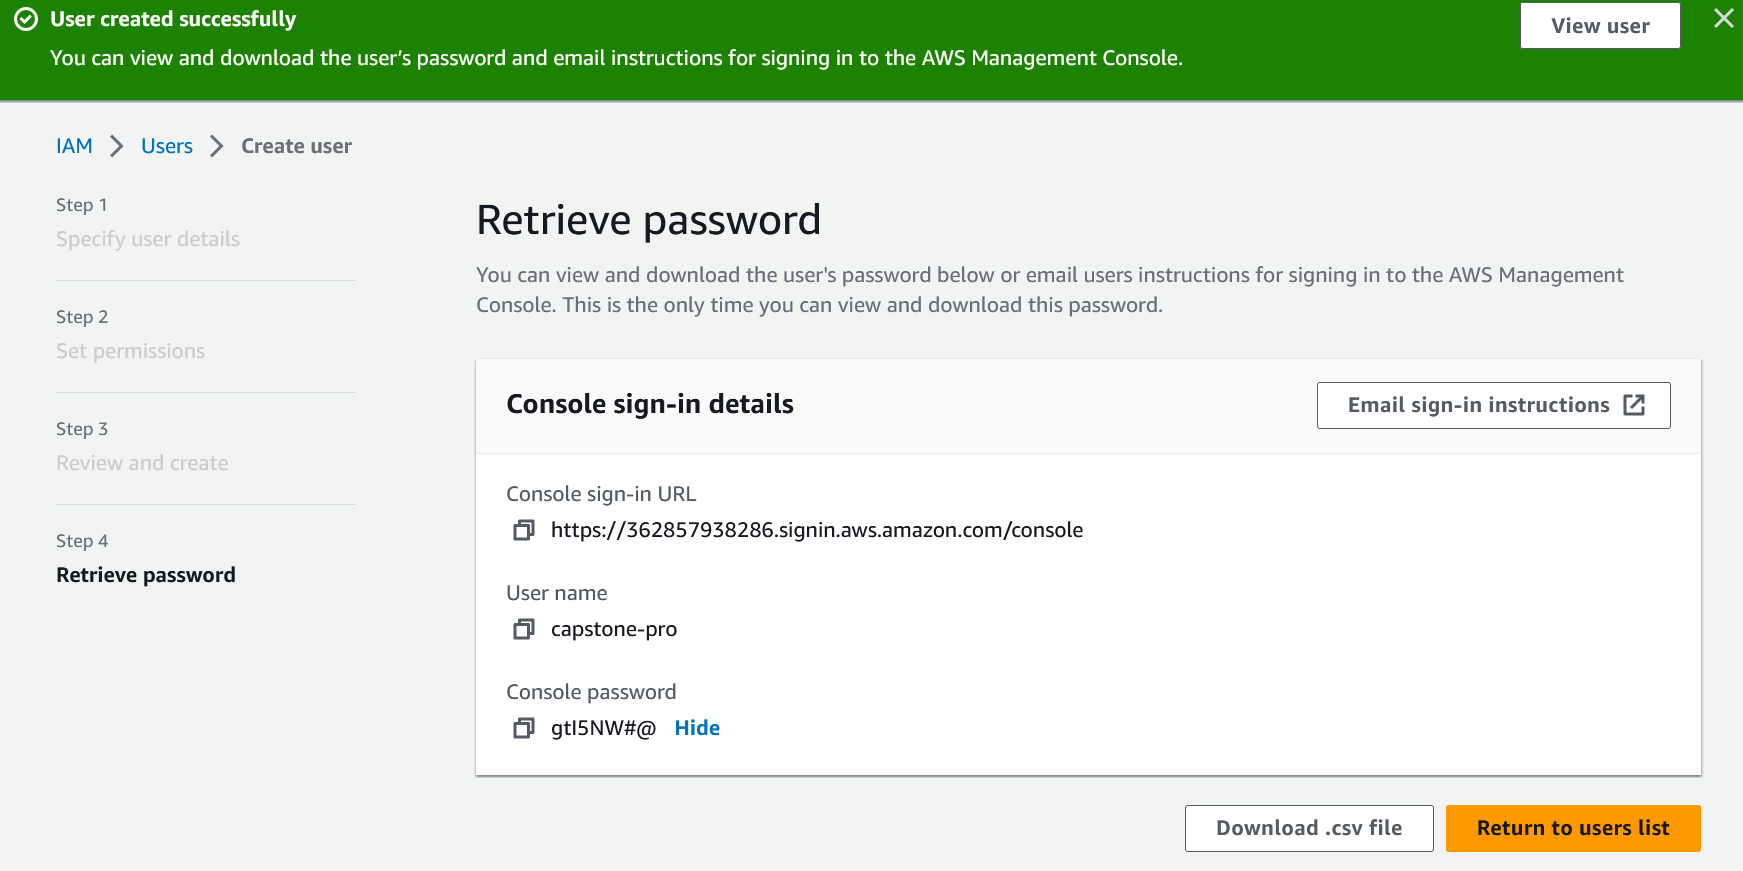 User created successfully
View user
You can view and download the user's password and email instructions for signing in to the AWS Management Console.
IAM > Users > Create user
Step 1
Specify user details
Step 2
Set permissions
Step 3
Review and create
Step 4
Retrieve password
Retrieve password
You can view and download the user's password below or email users instructions for signing in to the AWS Management
Console. This is the only time you can view and download this password.
Console sign-in details
Email sign-in instructions
Console sign-in URL
https://362857938286.signin.aws.amazon.com/console
User name
capstone-pro
Console password
gtI5NW#@ Hide
Download .csv file
Return to users list